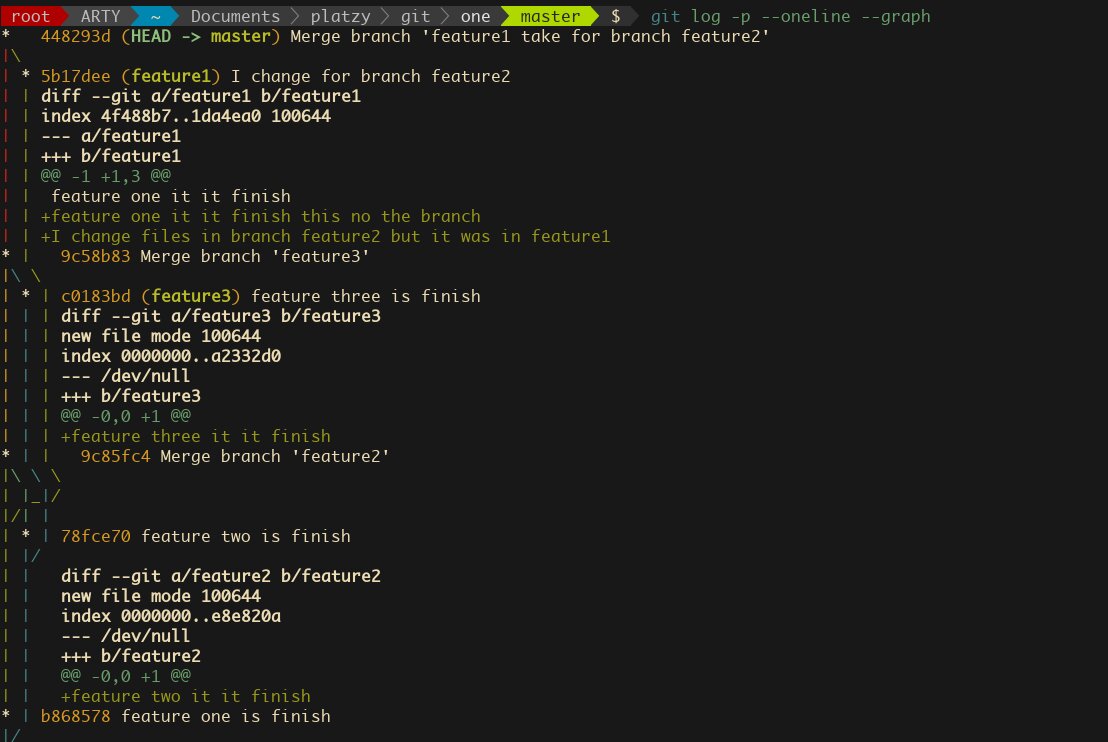 root ARTY ~ Documents platzy git one master $ git log -p --oneline --graph
*   448293d (HEAD -> master) Merge branch 'feature1 take for branch feature2'
|\
| * 5b17dee (feature1) I change for branch feature2
| | diff --git a/feature1 b/feature1
| | index 4f488b7..1da4ea0 100644
| | --- a/feature1
| | +++ b/feature1
| | @@ -1 +1,3 @@
| |  feature one it it finish
| | +feature one it it finish this no the branch
| | +I change files in branch feature2 but it was in feature1
* |   9c58b83 Merge branch 'feature3'
|\ \
| * | c0183bd (feature3) feature three is finish
| | | diff --git a/feature3 b/feature3
| | | new file mode 100644
| | | index 0000000..a2332d0
| | | --- /dev/null
| | | +++ b/feature3
| | | @@ -0,0 +1 @@
| | | +feature three it it finish
* | |   9c85fc4 Merge branch 'feature2'
|\ \ \
| |_|/
|/| |
| * | 78fce70 feature two is finish
| |/
| |   diff --git a/feature2 b/feature2
| |   new file mode 100644
| |   index 0000000..e8e820a
| |   --- /dev/null
| |   +++ b/feature2
| |   @@ -0,0 +1 @@
| |   +feature two it it finish
* | b868578 feature one is finish
|/